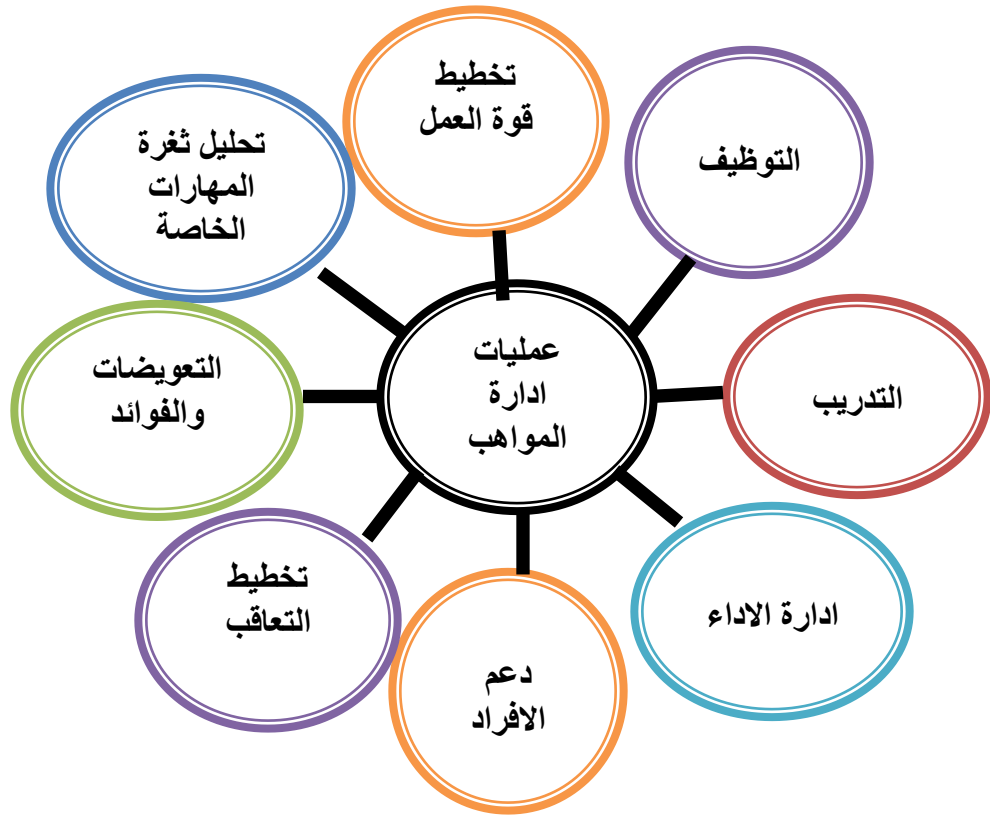 تخطيط
قوة العمل
التوظيف
تحليل ثغرة
المهارات
الخاصة
عمليات
ادارة
المواهب
التعويضات
والفوائد
التدريب
تخطيط
التعاقب
ادارة الاداء
دعم
الافراد